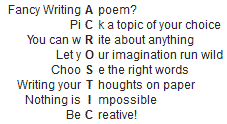 Fancy Writing A poem?
Pi C k a topic of your choice
You can w R ite about anything
Let y O ur imagination run wild
Choo S e the right words
Writing your T houghts on paper
Nothing is I mpossible
Be C reative!